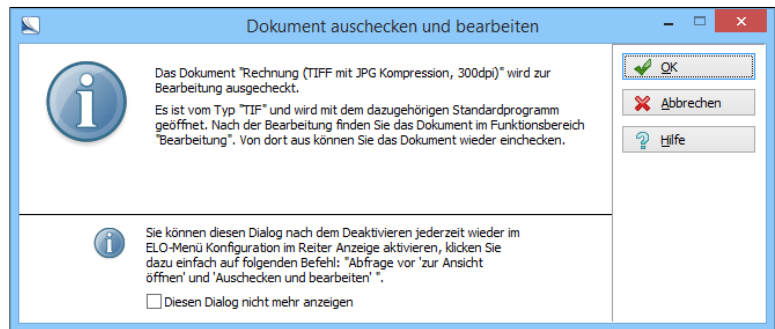 Dokument auschecken und bearbeiten
Das Dokument "Rechnung (TIFF mit JPG Kompression, 300dpi)" wird zur
Bearbeitung ausgecheckt.
Es ist vom Typ "TIF" und wird mit dem dazugehörigen Standardprogramm
geöffnet. Nach der Bearbeitung finden Sie das Dokument im Funktionsbereich
"Bearbeitung". Von dort aus können Sie das Dokument wieder einchecken.
OK
Abbrechen
Hilfe
Sie können diesen Dialog nach dem Deaktivieren jederzeit wieder im
ELO-Menü Konfiguration im Reiter Anzeige aktivieren, klicken Sie
dazu einfach auf folgenden Befehl: "Abfrage vor 'zur Ansicht
öffnen' und 'Auschecken und bearbeiten' ".
Diesen Dialog nicht mehr anzeigen